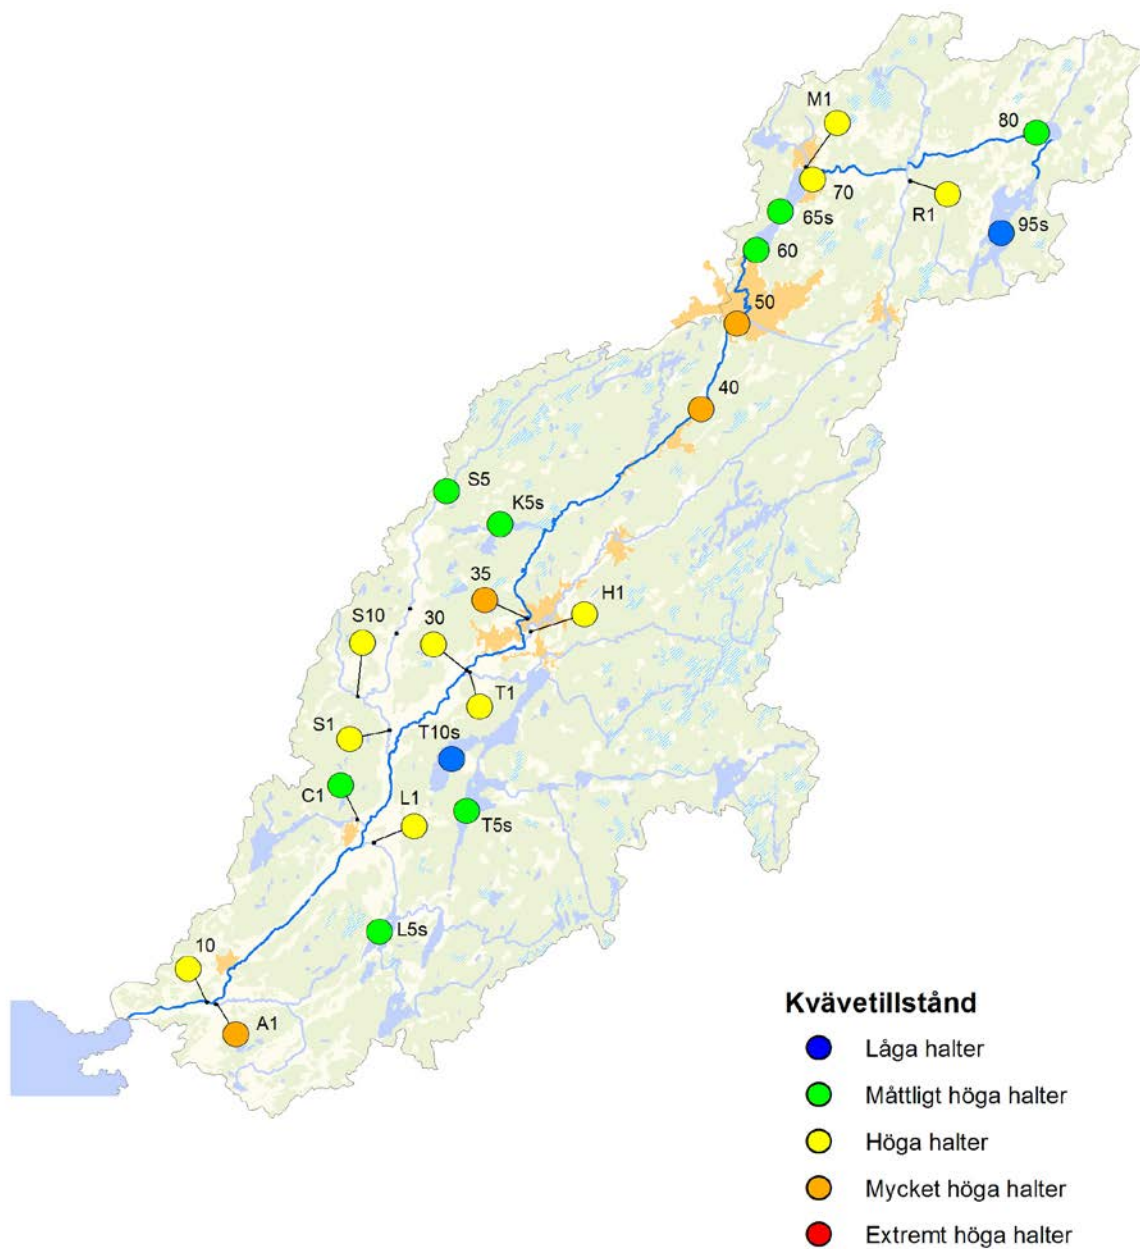 M1
80
70
R1
65s
95s
60
50
40
S5
K5s
35
H1
S10
30
T1
S1
T10s
C1
L1
T5s
L5s
10
A1
Kvävetillstånd
Låga halter
Måttligt höga halter
Höga halter
Mycket höga halter
Extremt höga halter